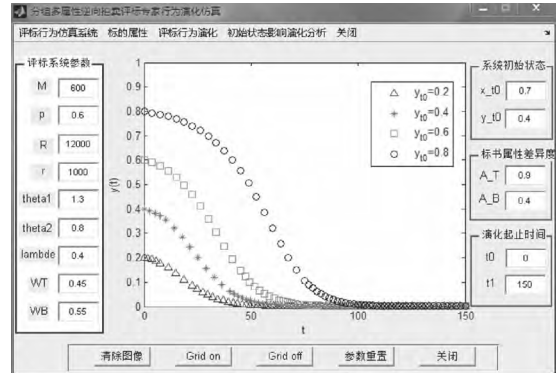 分组多属性逆向拍卖评标专家行为演化仿真
评标行为仿真系统 标的属性 评标行为演化 初始状态影响演化分析 关闭
评标系统参数
M 600
p 0.6
R 12000
r 1000
theta1 1.3
theta2 0.8
lambde 0.4
WT 0.45
WB 0.55
y(t)
1
0.9
0.8
0.7
0.6
0.5
0.4
0.3
0.2
0.1
0
0 50 100 150
t
yt0=0.2
yt0=0.4
yt0=0.6
yt0=0.8
系统初始状态
x_t0 0.7
y_t0 0.4
标书属性差异度
A_T 0.9
A_B 0.4
演化起止时间
t0 0
t1 150
清除图像 Grid on Grid off 参数重置 关闭